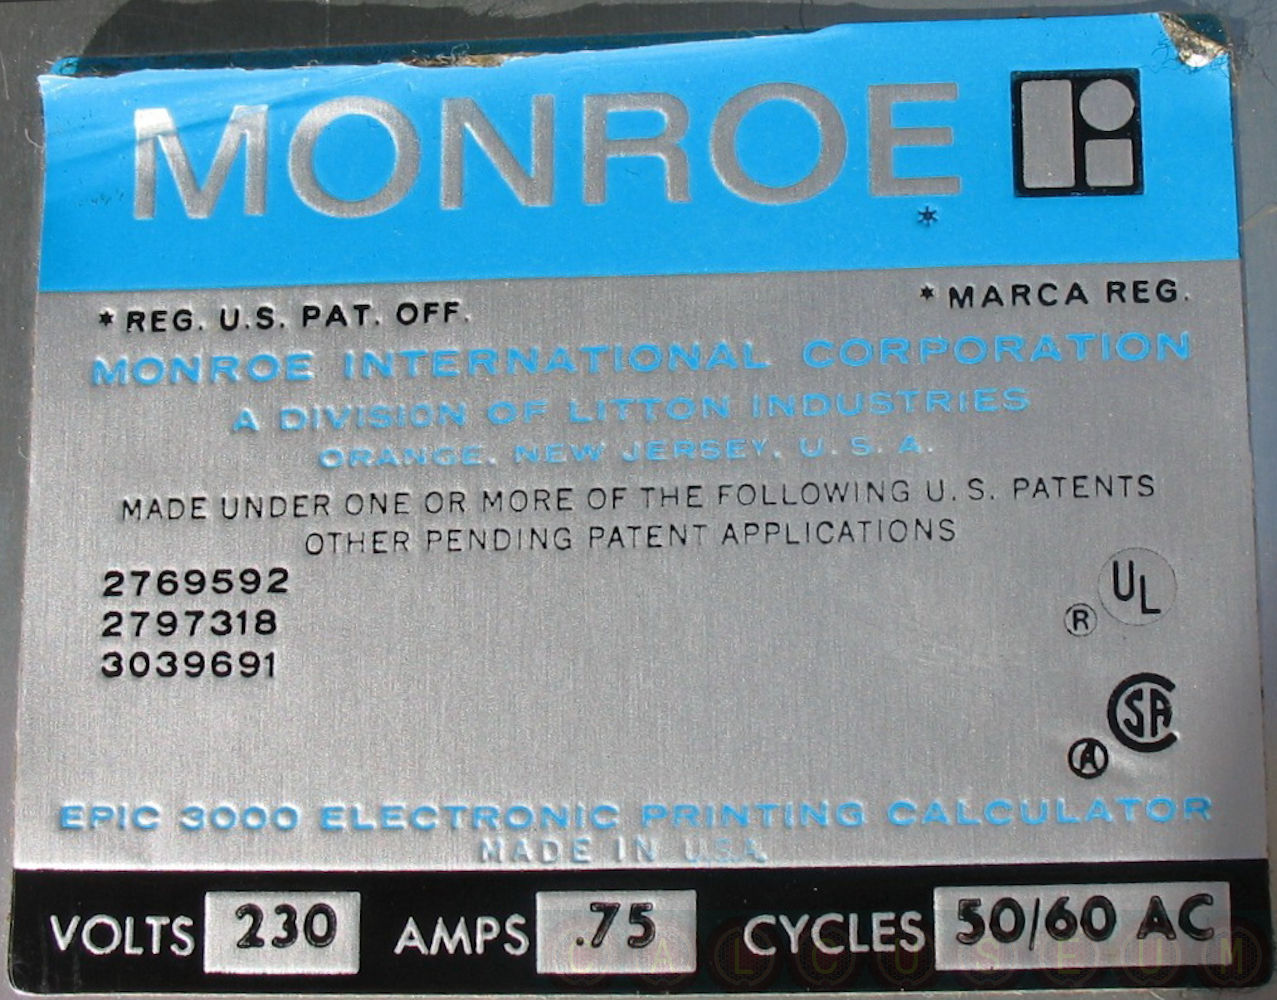 MONROE
*
* REG. U.S. PAT. OFF. * MARCA REG.
MONROE INTERNATIONAL CORPORATION
A DIVISION OF LITTON INDUSTRIES
ORANGE, NEW JERSEY, U. S. A.
MADE UNDER ONE OR MORE OF THE FOLLOWING U. S. PATENTS
OTHER PENDING PATENT APPLICATIONS
2769592
2797318
3039691
UL
®
CSA
A
EPIC 3000 ELECTRONIC PRINTING CALCULATOR
MADE IN U.S.A.
VOLTS 230 AMPS .75 CYCLES 50/60 AC
CALCUSEUM